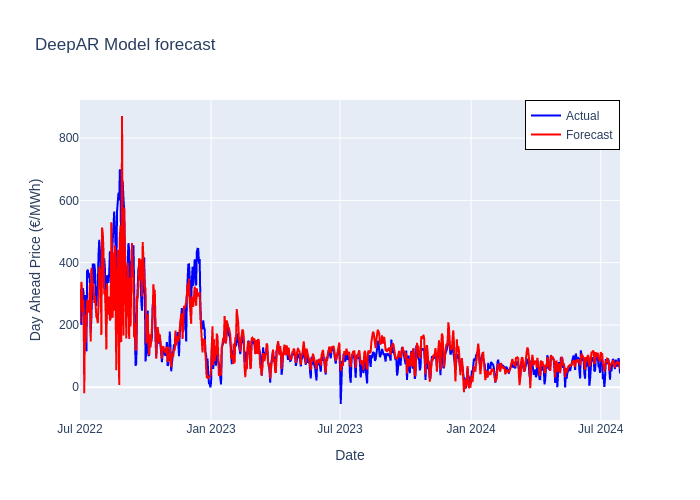 DeepAR Model forecast
Actual
Forecast
800
600
400
200
0
Day Ahead Price (€/MWh)
Jul 2022
Jan 2023
Jul 2023
Jan 2024
Jul 2024
Date